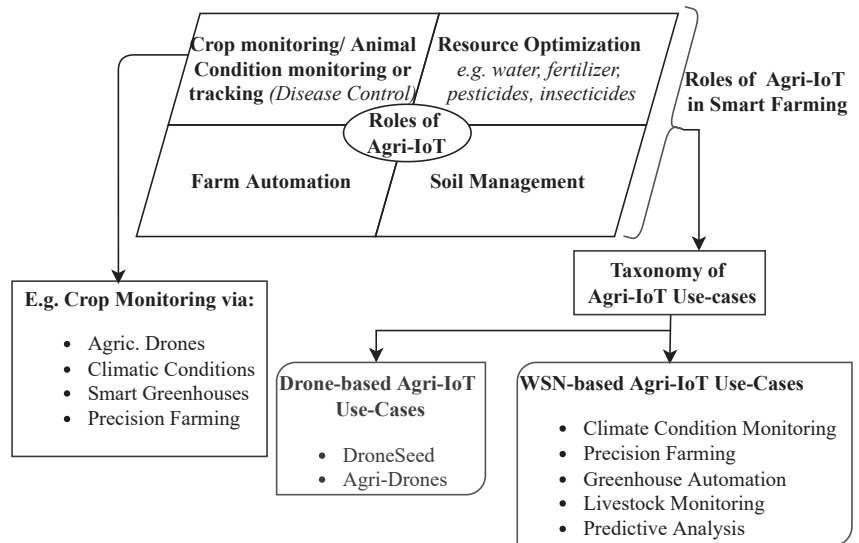 Crop monitoring/ Animal
Condition monitoring or
tracking (Disease Control)
Resource Optimization
e.g. water, fertilizer,
pesticides, insecticides
Roles of
Agri-IoT
Farm Automation
Soil Management
Roles of Agri-IoT
in Smart Farming
Taxonomy of
Agri-IoT Use-cases
E.g. Crop Monitoring via:
• Agric. Drones
• Climatic Conditions
• Smart Greenhouses
• Precision Farming
Drone-based Agri-IoT
Use-Cases
• DroneSeed
• Agri-Drones
WSN-based Agri-IoT Use-Cases
• Climate Condition Monitoring
• Precision Farming
• Greenhouse Automation
• Livestock Monitoring
• Predictive Analysis